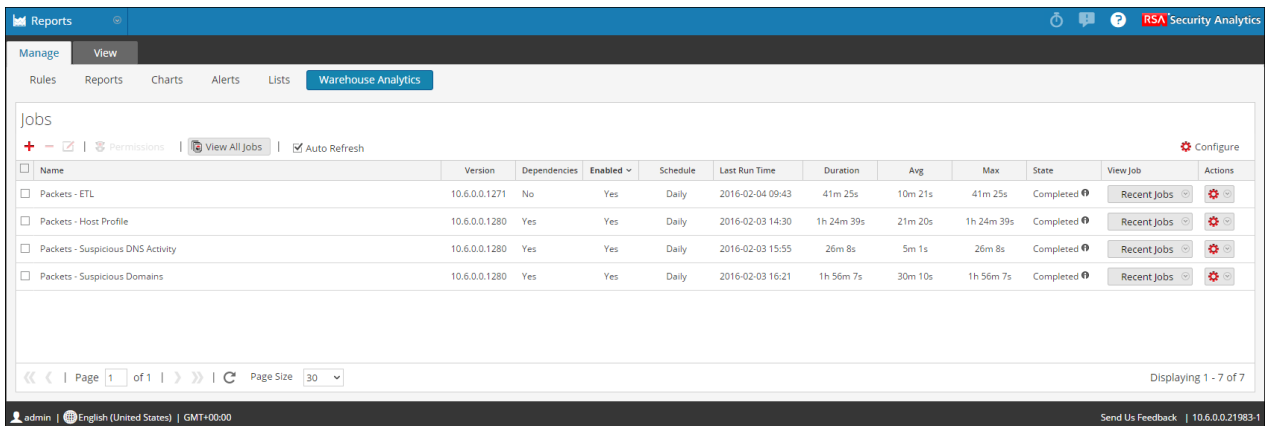 Reports
RSA Security Analytics
Manage View
Rules Reports Charts Alerts Lists Warehouse Analytics
Jobs
Permissions | View All Jobs | Auto Refresh Configure
Name Version Dependencies Enabled Schedule Last Run Time Duration Avg Max State View Job Actions
Packets - ETL 10.6.0.0.1271 No Yes Daily 2016-02-04 09:43 41m 25s 10m 21s 41m 25s Completed Recent Jobs
Packets - Host Profile 10.6.0.0.1280 Yes Yes Daily 2016-02-03 14:30 1h 24m 39s 21m 20s 1h 24m 39s Completed Recent Jobs
Packets - Suspicious DNS Activity 10.6.0.0.1280 Yes Yes Daily 2016-02-03 15:55 26m 8s 5m 1s 26m 8s Completed Recent Jobs
Packets - Suspicious Domains 10.6.0.0.1280 Yes Yes Daily 2016-02-03 16:21 1h 56m 7s 30m 10s 1h 56m 7s Completed Recent Jobs
| Page 1 of 1 | | Page Size 30 Displaying 1 - 7 of 7
admin | English (United States) | GMT+00:00 Send Us Feedback | 10.6.0.0.21983-1